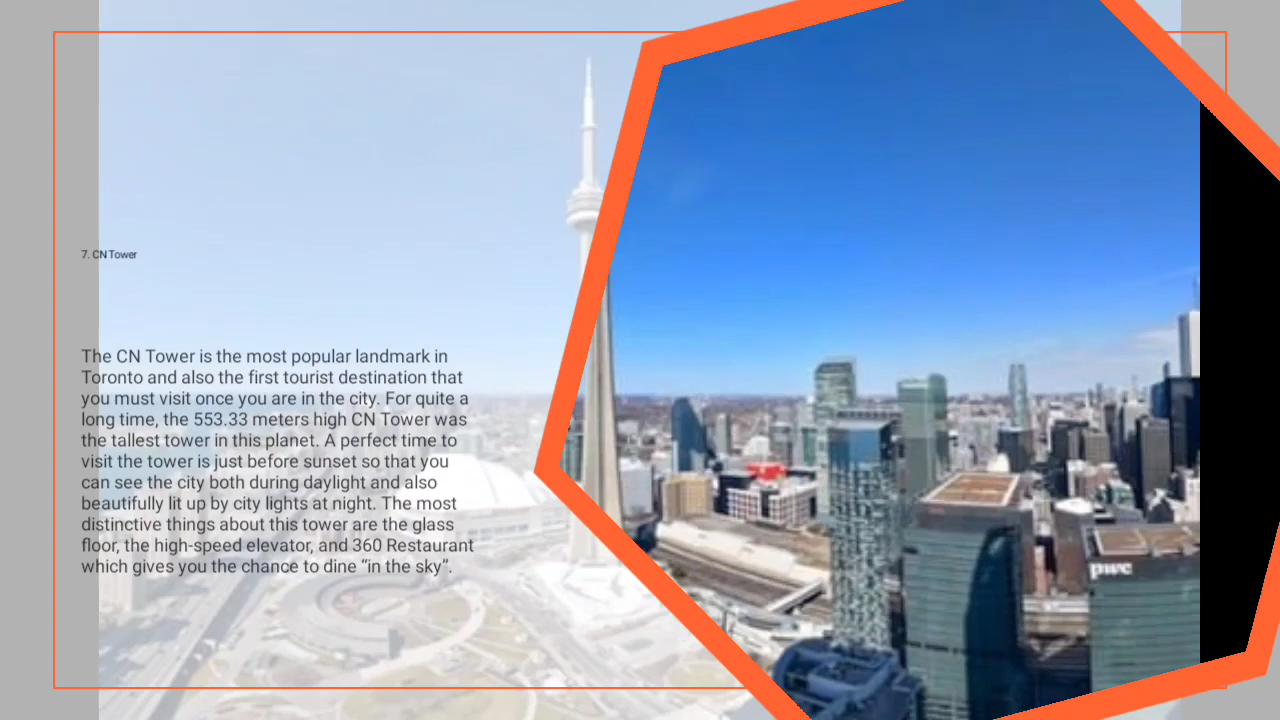 7. CN Tower
The CN Tower is the most popular landmark in
Toronto and also the first tourist destination that
you must visit once you are in the city. For quite a
long time, the 553.33 meters high CN Tower was
the tallest tower in this planet. A perfect time to
visit the tower is just before sunset so that you
can see the city both during daylight and also
beautifully lit up by city lights at night. The most
distinctive things about this tower are the glass
floor, the high-speed elevator, and 360 Restaurant
which gives you the chance to dine “in the sky”.
pwc